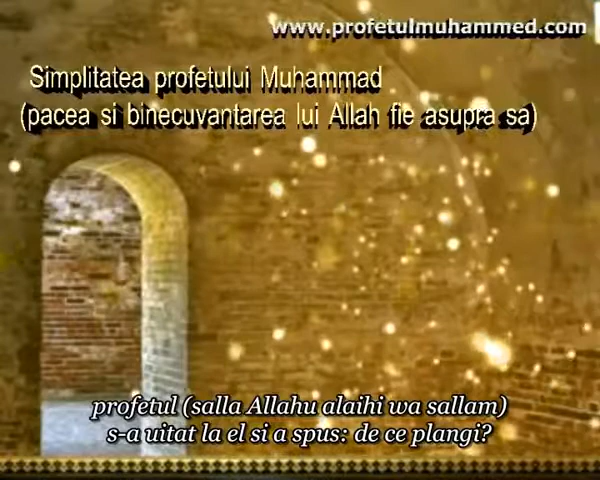 www.profetulmuhammed.com
Simplitatea profetului Muhammad
(pacea si binecuvantarea lui Allah fie asupra sa)
profetul (salla Allahu alaihi wa sallam)
s-a uitat la el si a spus: de ce plangi?